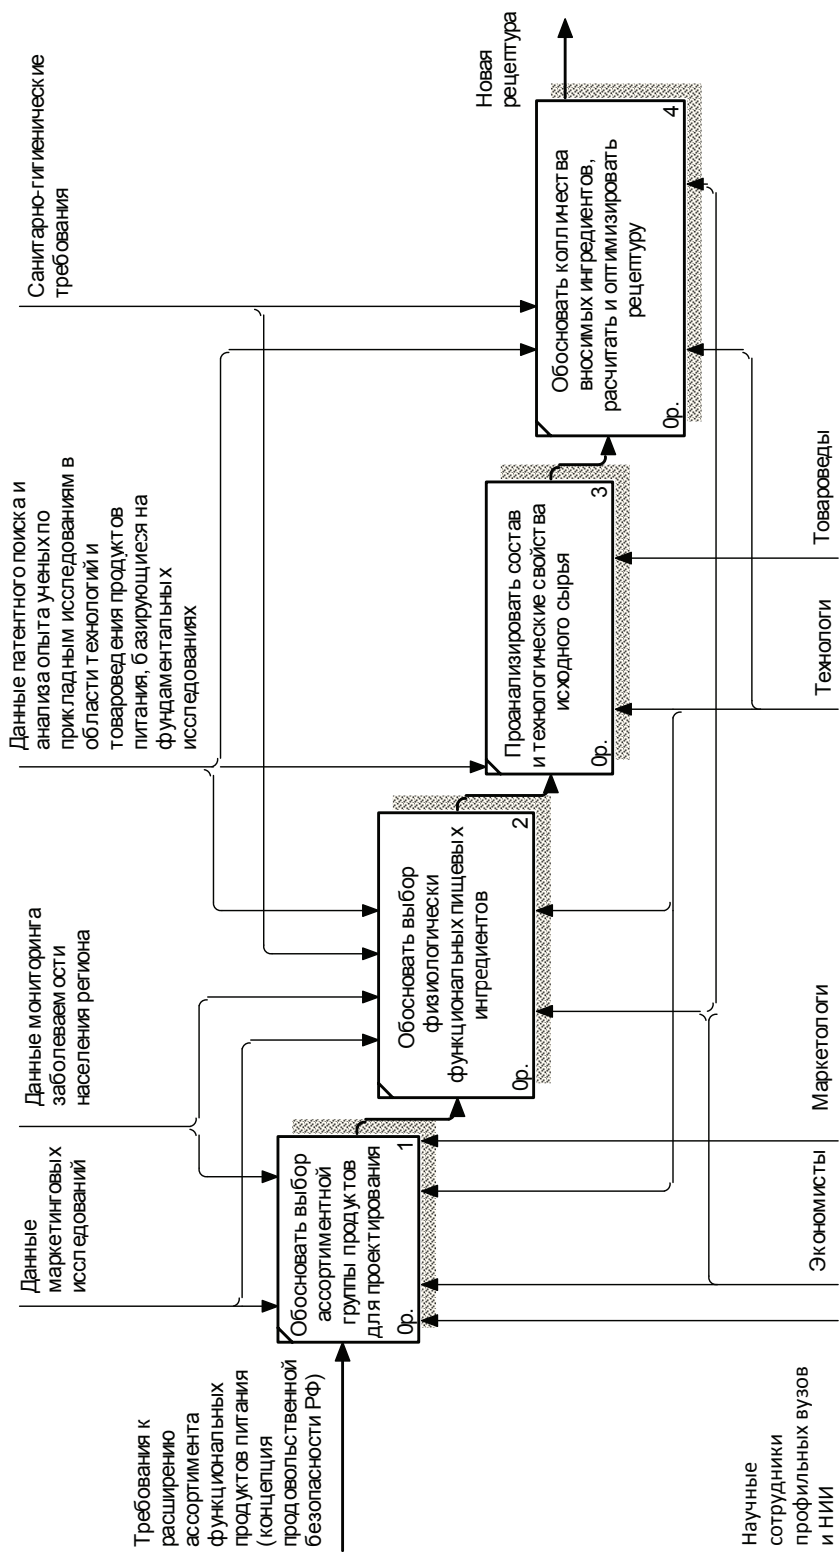 Данные
маркетинговых
исследований
Данные мониторинга
заболеваемости
населения региона
Данные патентного поиска и
анализа опыта ученых по
прикладным исследованиям в
области технологий и
товароведения продуктов
питания, базирующиеся на
фундаментальных
исследованиях
Санитарно-гигиенические
требования
Требования к
расширению
ассортимента
функциональных
продуктов питания
(концепция
продовольственной
безопасности РФ)
Обосновать выбор
ассортиментной
группы продуктов
для проектирования
0р.
1
Обосновать выбор
физиологически
функциональных пищевых
ингредиентов
0р.
2
Проанализировать состав
и технологические свойства
исходного сырья
0р.
3
Обосновать колличества
вносимых ингредиентов,
расчитать и оптимизировать
рецептуру
0р.
4
Новая
рецептура
Научные
сотрудники
профильных вузов
и НИИ
Экономисты
Маркетологи
Технологи
Товароведы